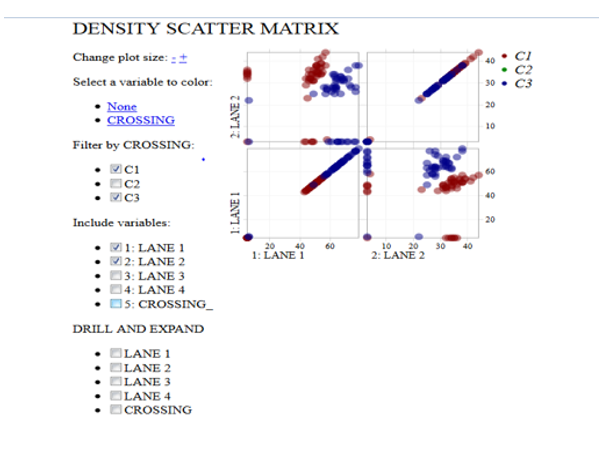 DENSITY SCATTER MATRIX
Change plot size: - +
Select a variable to color:
None
CROSSING
Filter by CROSSING:
C1
C2
C3
Include variables:
1: LANE 1
2: LANE 2
3: LANE 3
4: LANE 4
5: CROSSING_
DRILL AND EXPAND
LANE 1
LANE 2
LANE 3
LANE 4
CROSSING
2: LANE 2
40
30
20
10
C1
C2
C3
1: LANE 1
60
40
20
20 40 60
10 20 30 40
1: LANE 1
2: LANE 2